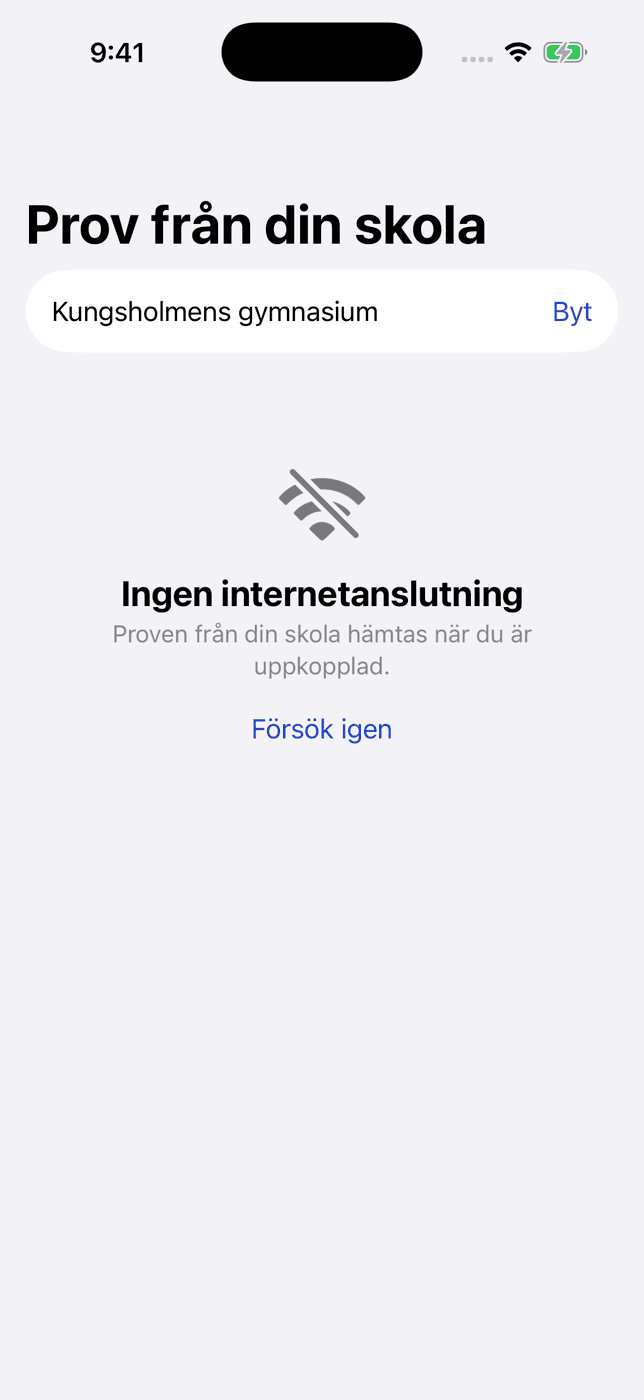 9:41
Prov från din skola
Kungsholmens gymnasium Byt
Ingen internetanslutning
Proven från din skola hämtas när du är
uppkopplad.
Försök igen